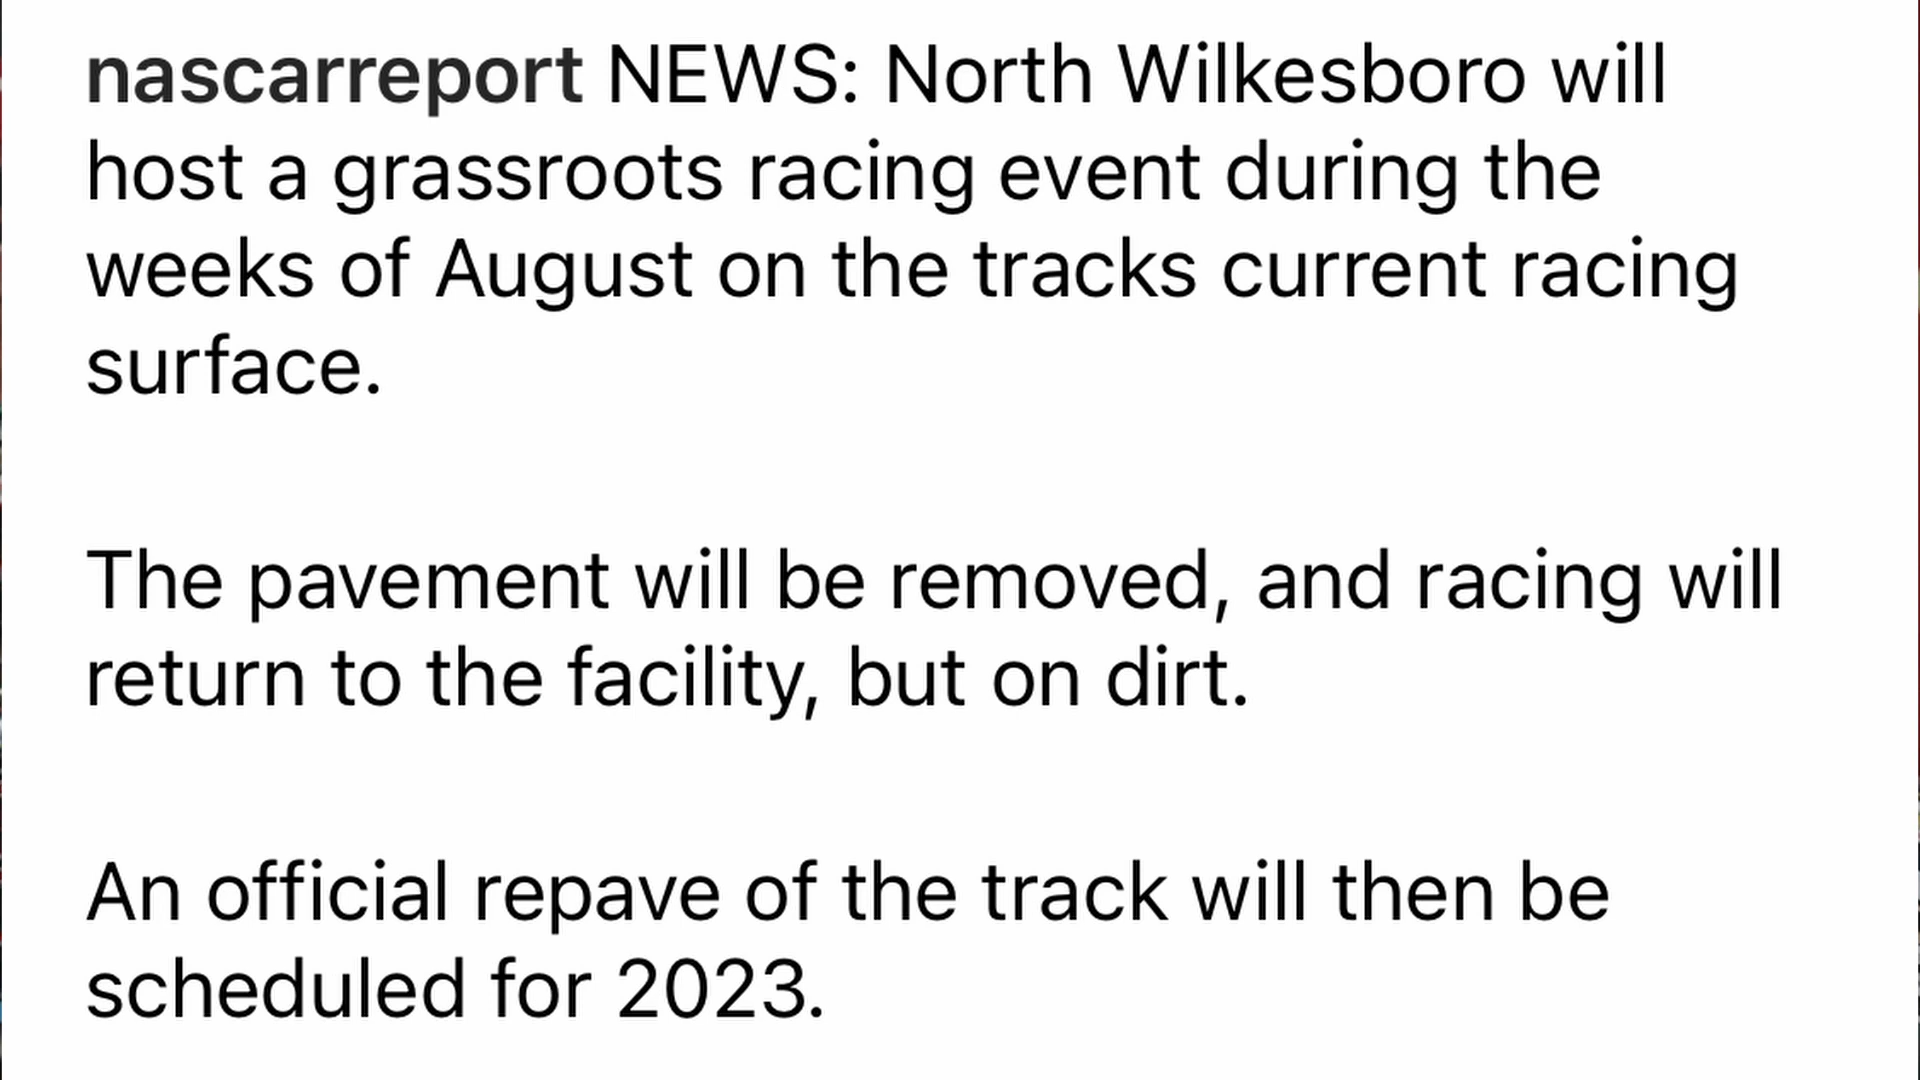 nascarreport NEWS: North Wilkesboro will
host a grassroots racing event during the
weeks of August on the tracks current racing
surface.
The pavement will be removed, and racing will
return to the facility, but on dirt.
An official repave of the track will then be
scheduled for 2023.